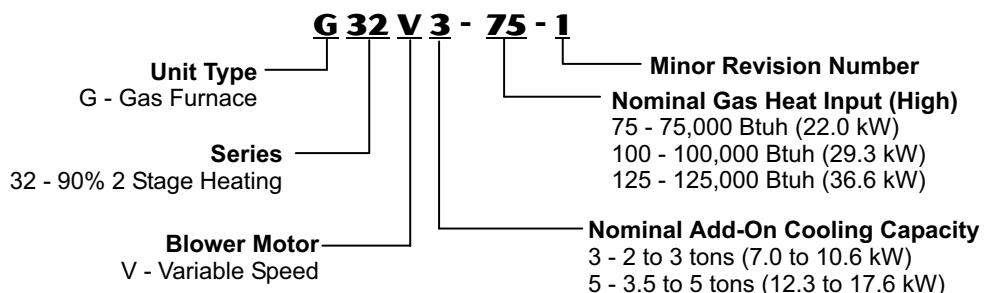 G 32 V 3 - 75 - 1
Unit Type
G - Gas Furnace
Series
32 - 90% 2 Stage Heating
Blower Motor
V - Variable Speed
Minor Revision Number
Nominal Gas Heat Input (High)
75 - 75,000 Btuh (22.0 kW)
100 - 100,000 Btuh (29.3 kW)
125 - 125,000 Btuh (36.6 kW)
Nominal Add-On Cooling Capacity
3 - 2 to 3 tons (7.0 to 10.6 kW)
5 - 3.5 to 5 tons (12.3 to 17.6 kW)